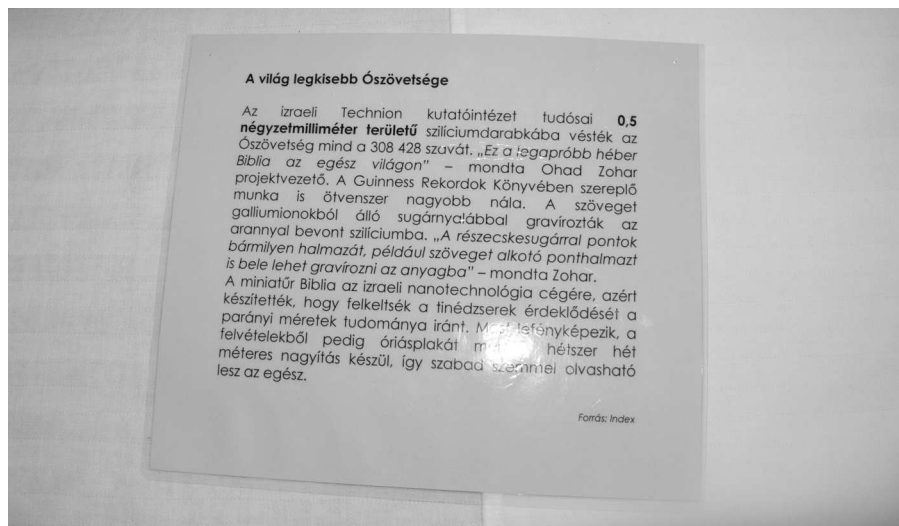 A világ legkisebb Ószövetsége
Az izraeli Technion kutatóintézet tudósai 0,5
négyzetmilliméter területű szilíciumdarabkába vésték az
Ószövetség mind a 308 428 szavát. „Ez a legapróbb héber
Biblia az egész világon” – mondta Ohad Zohar
projektvezető. A Guinness Rekordok Könyvében szereplő
munka is ötvenszer nagyobb nála. A szöveget
galliumionokból álló sugárnyalábbal gravírozták az
arannyal bevont szilíciumba. „A részecskesugárral pontok
bármilyen halmazát, például szöveget alkotó ponthalmazt
is bele lehet gravírozni az anyagba” – mondta Zohar.
A miniatűr Biblia az izraeli nanotechnológia cégére, azért
készítették, hogy felkeltsék a tinédzserek érdeklődését a
parányi méretek tudománya iránt. lefényképezik, a
felvételekből pedig óriásplakát hétszer hét
méteres nagyítás készül, így szabad szemmel olvasható
lesz az egész.
Forrás: Index